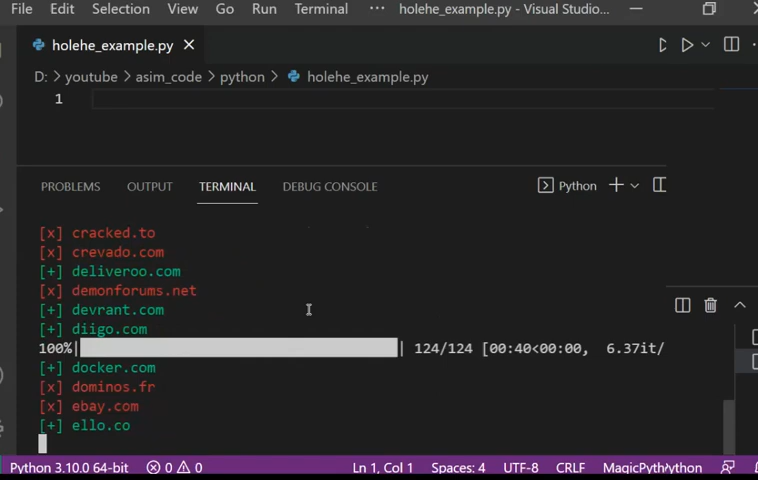 File Edit Selection View Go Run Terminal ··· holehe_example.py - Visual Studio...
holehe_example.py
D: > youtube > asim_code > python > holehe_example.py
1
PROBLEMS OUTPUT TERMINAL DEBUG CONSOLE Python
[x] cracked.to
[x] crevado.com
[+] deliveroo.com
[x] demonforums.net
[+] devrant.com
[+] diigo.com
100%| | 124/124 [00:40<00:00, 6.37it/
[+] docker.com
[x] dominos.fr
[x] ebay.com
[+] ello.co
Python 3.10.0 64-bit 0 0 Ln 1, Col 1 Spaces: 4 UTF-8 CRLF MagicPython